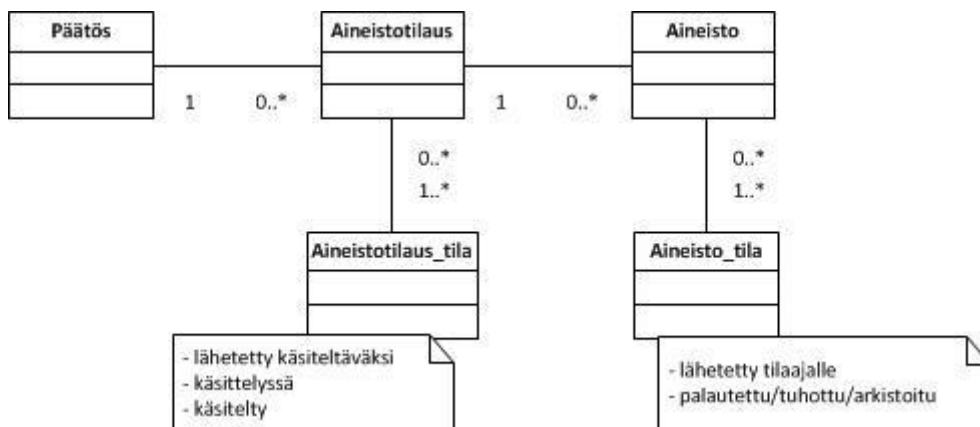 Päätös
Aineistotilaus
Aineisto
1
0..*
1
0..*
0..*
1..*
0..*
1..*
Aineistotilaus_tila
Aineisto_tila
- lähetetty käsiteltäväksi
- käsittelyssä
- käsitelty
- lähetetty tilaajalle
- palautettu/tuhottu/arkistoitu